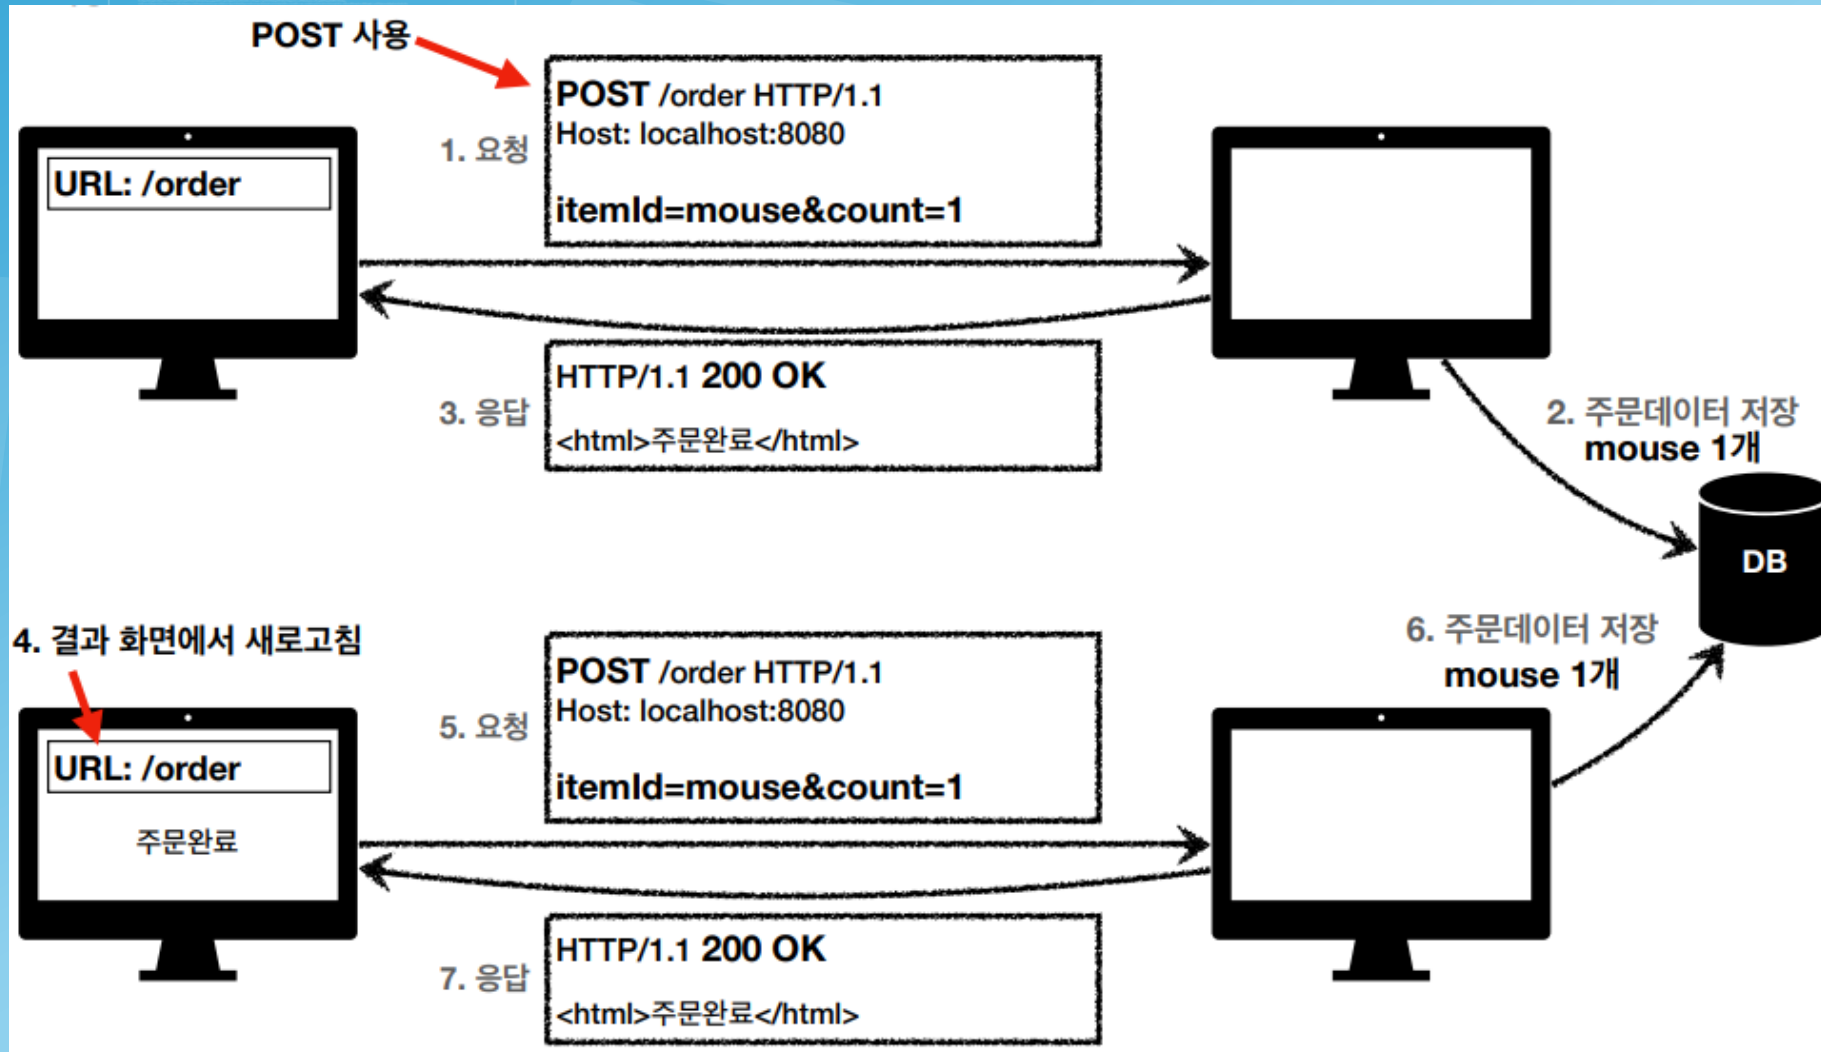 POST 사용
POST /order HTTP/1.1
Host: localhost:8080
1. 요청
itemId=mouse&count=1
URL: /order
HTTP/1.1 200 OK
3. 응답
<html>주문완료</html>
2. 주문데이터 저장
mouse 1개
DB
4. 결과 화면에서 새로고침
POST /order HTTP/1.1
Host: localhost:8080
5. 요청
itemId=mouse&count=1
6. 주문데이터 저장
mouse 1개
URL: /order
주문완료
HTTP/1.1 200 OK
7. 응답
<html>주문완료</html>